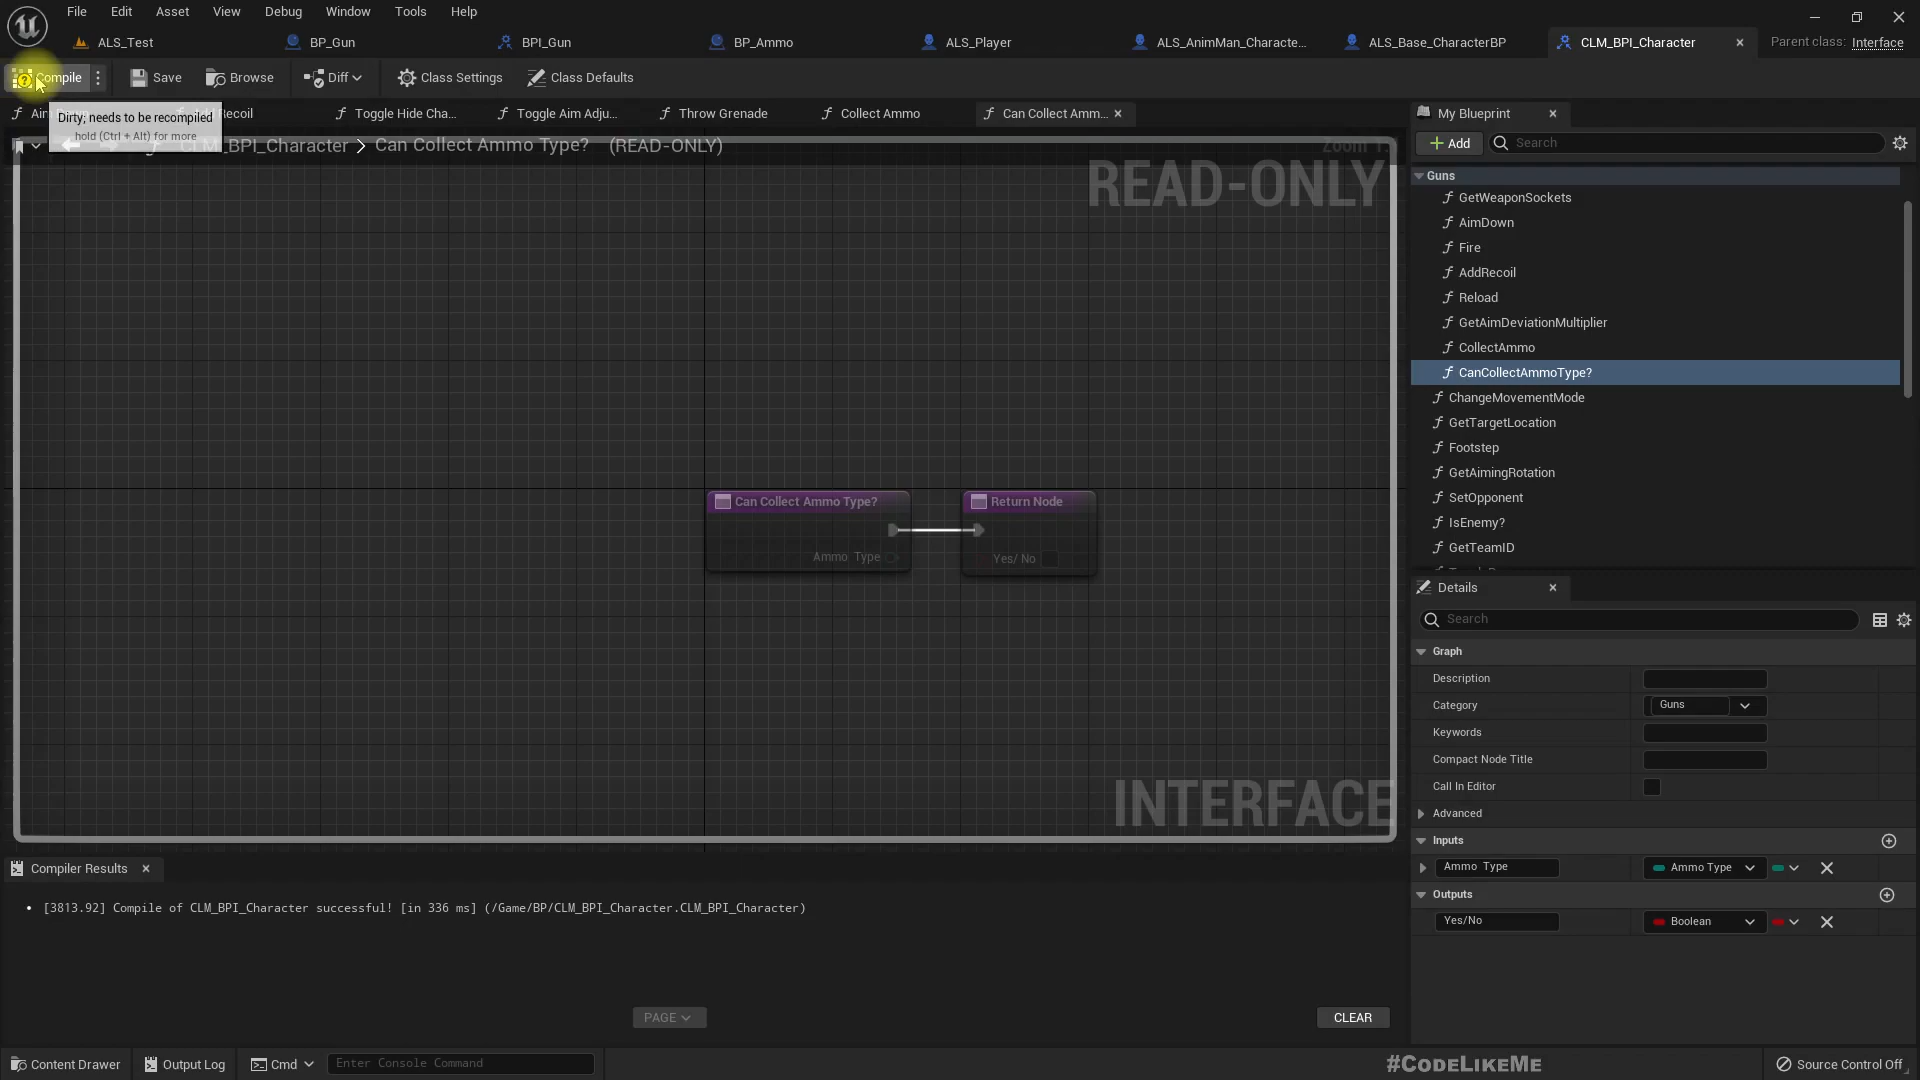 File Edit Asset View Debug Window Tools Help
ALS_Test BP_Gun BPI_Gun BP_Ammo ALS_Player ALS_AnimMan_Characte... ALS_Base_CharacterBP CLM_BPI_Character Parent class: Interface
Compile Save Browse Diff Class Settings Class Defaults
Dirty, needs to be recompiled
hold (Ctrl + Alt) for more
Recoil Toggle Hide Cha... Toggle Aim Adju... Throw Grenade Collect Ammo Can Collect Amm...
CLM_BPI_Character > Can Collect Ammo Type? (READ-ONLY)
READ-ONLY
Can Collect Ammo Type?
Ammo Type
Return Node
Yes/ No
INTERFACE
My Blueprint
Add Search
Guns
GetWeaponSockets
AimDown
Fire
AddRecoil
Reload
GetAimDeviationMultiplier
CollectAmmo
CanCollectAmmoType?
ChangeMovementMode
GetTargetLocation
Footstep
GetAimingRotation
SetOpponent
IsEnemy?
GetTeamID
Details
Search
Graph
Description
Category Guns
Keywords
Compact Node Title
Call In Editor
Advanced
Inputs
Ammo Type Ammo Type
Outputs
Yes/No Boolean
Compiler Results
[3813.92] Compile of CLM_BPI_Character successful! [in 336 ms] (/Game/BP/CLM_BPI_Character.CLM_BPI_Character)
PAGE CLEAR
Content Drawer Output Log Cmd Enter Console Command #CodeLikeMe Source Control Off